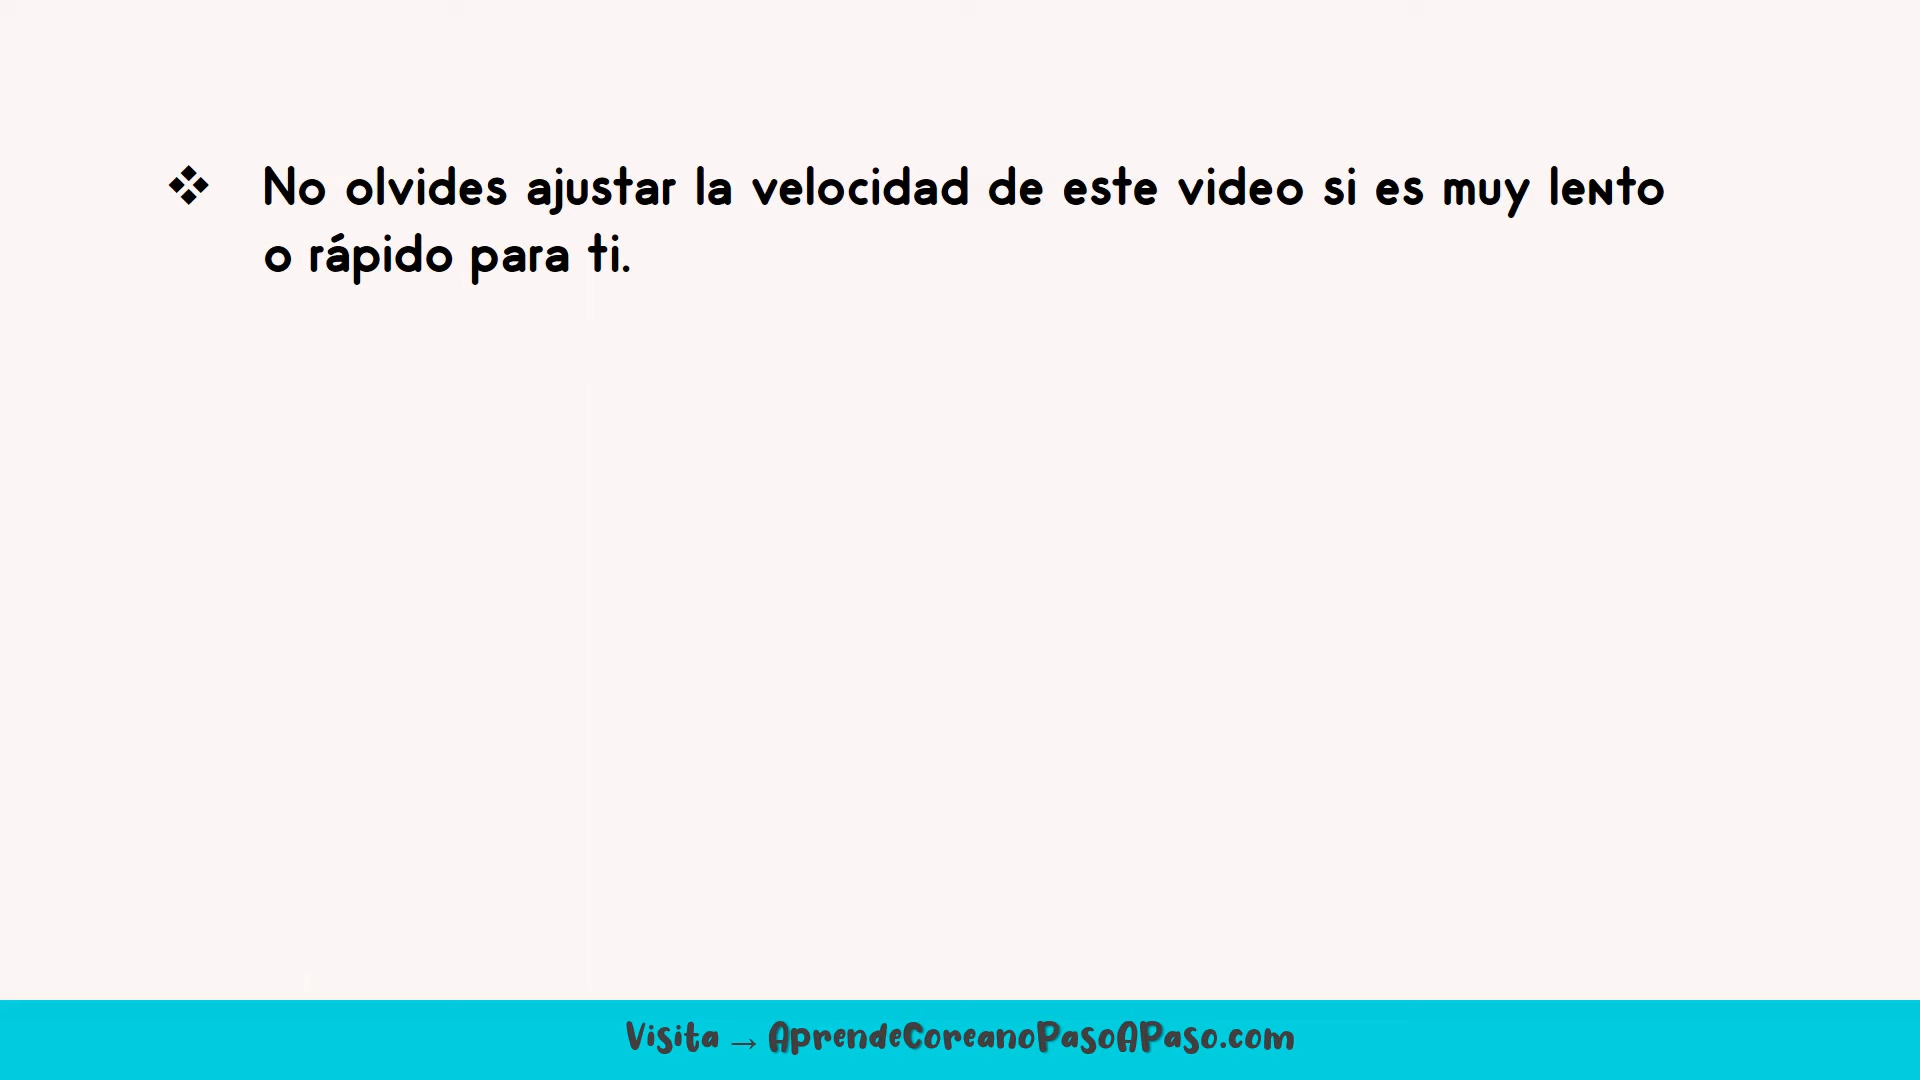 ❖ No olvides ajustar la velocidad de este video si es muy lento
o rápido para ti.
Visita → AprendeCoreanoPasoAPaso.com